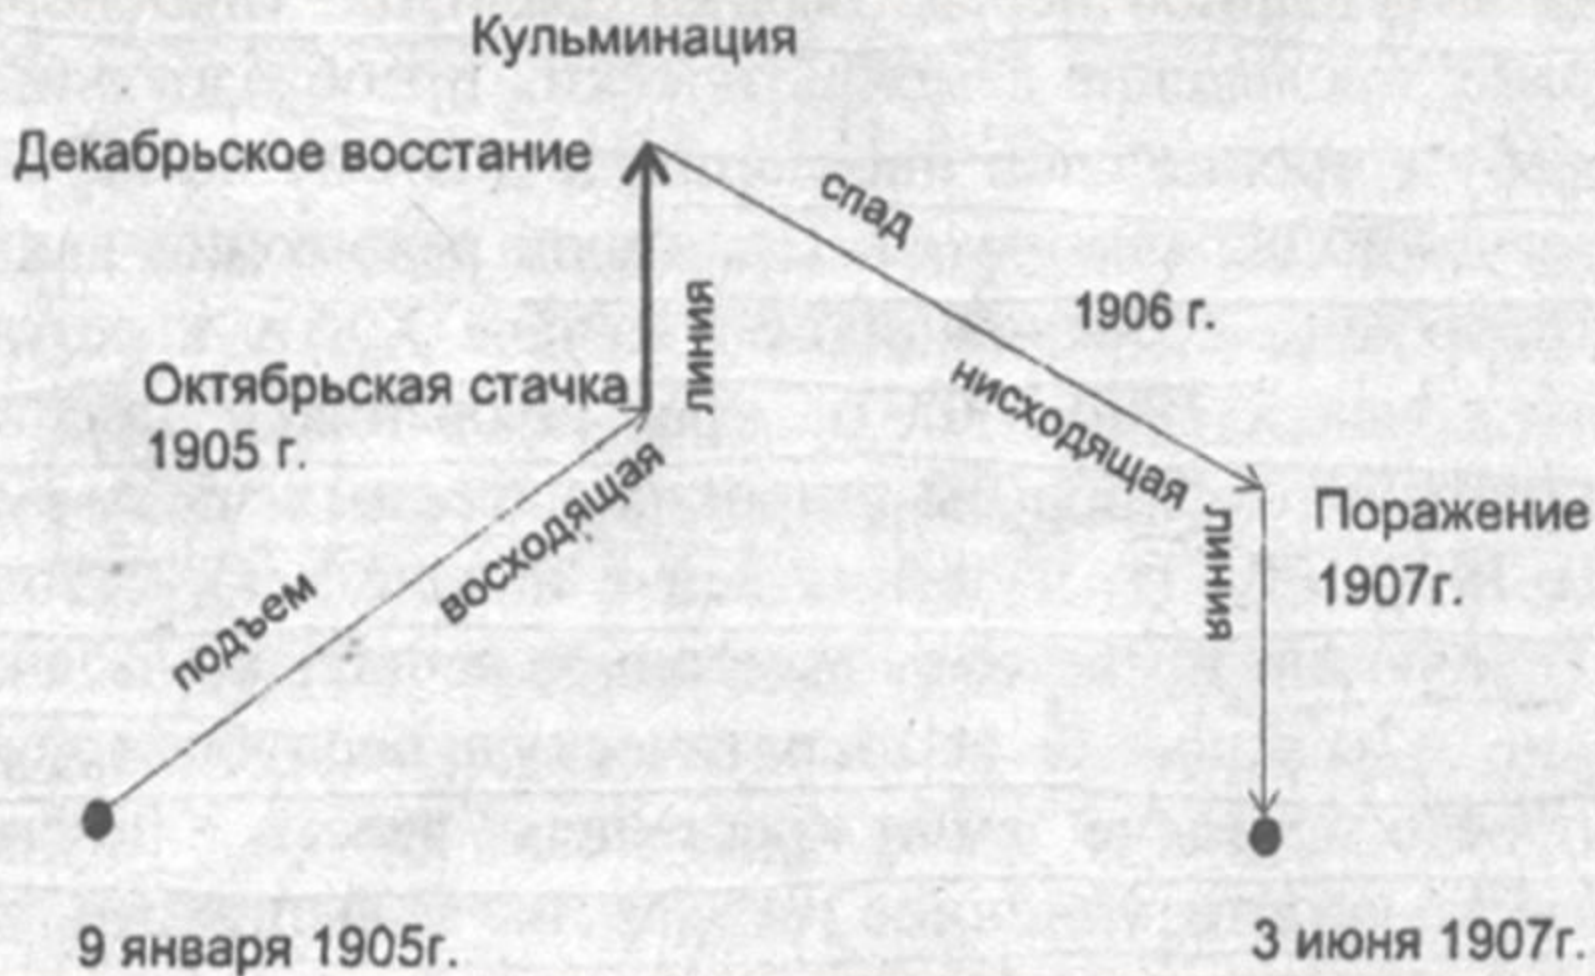 Кульминация
Декабрьское восстание
спад
линия
1906 г.
Октябрьская стачка
1905 г.
нисходящая
восходящая
линия
Поражение
1907г.
подъем
9 января 1905г.
3 июня 1907г.